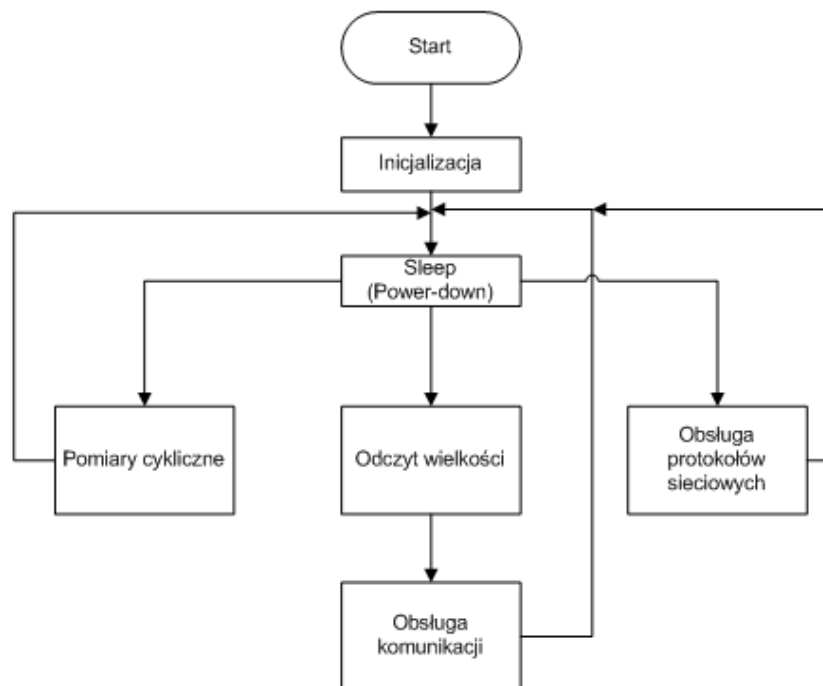 Start
Inicjalizacja
Sleep
(Power-down)
Pomiary cykliczne
Odczyt wielkości
Obsługa
protokołów
sieciowych
Obsługa
komunikacji